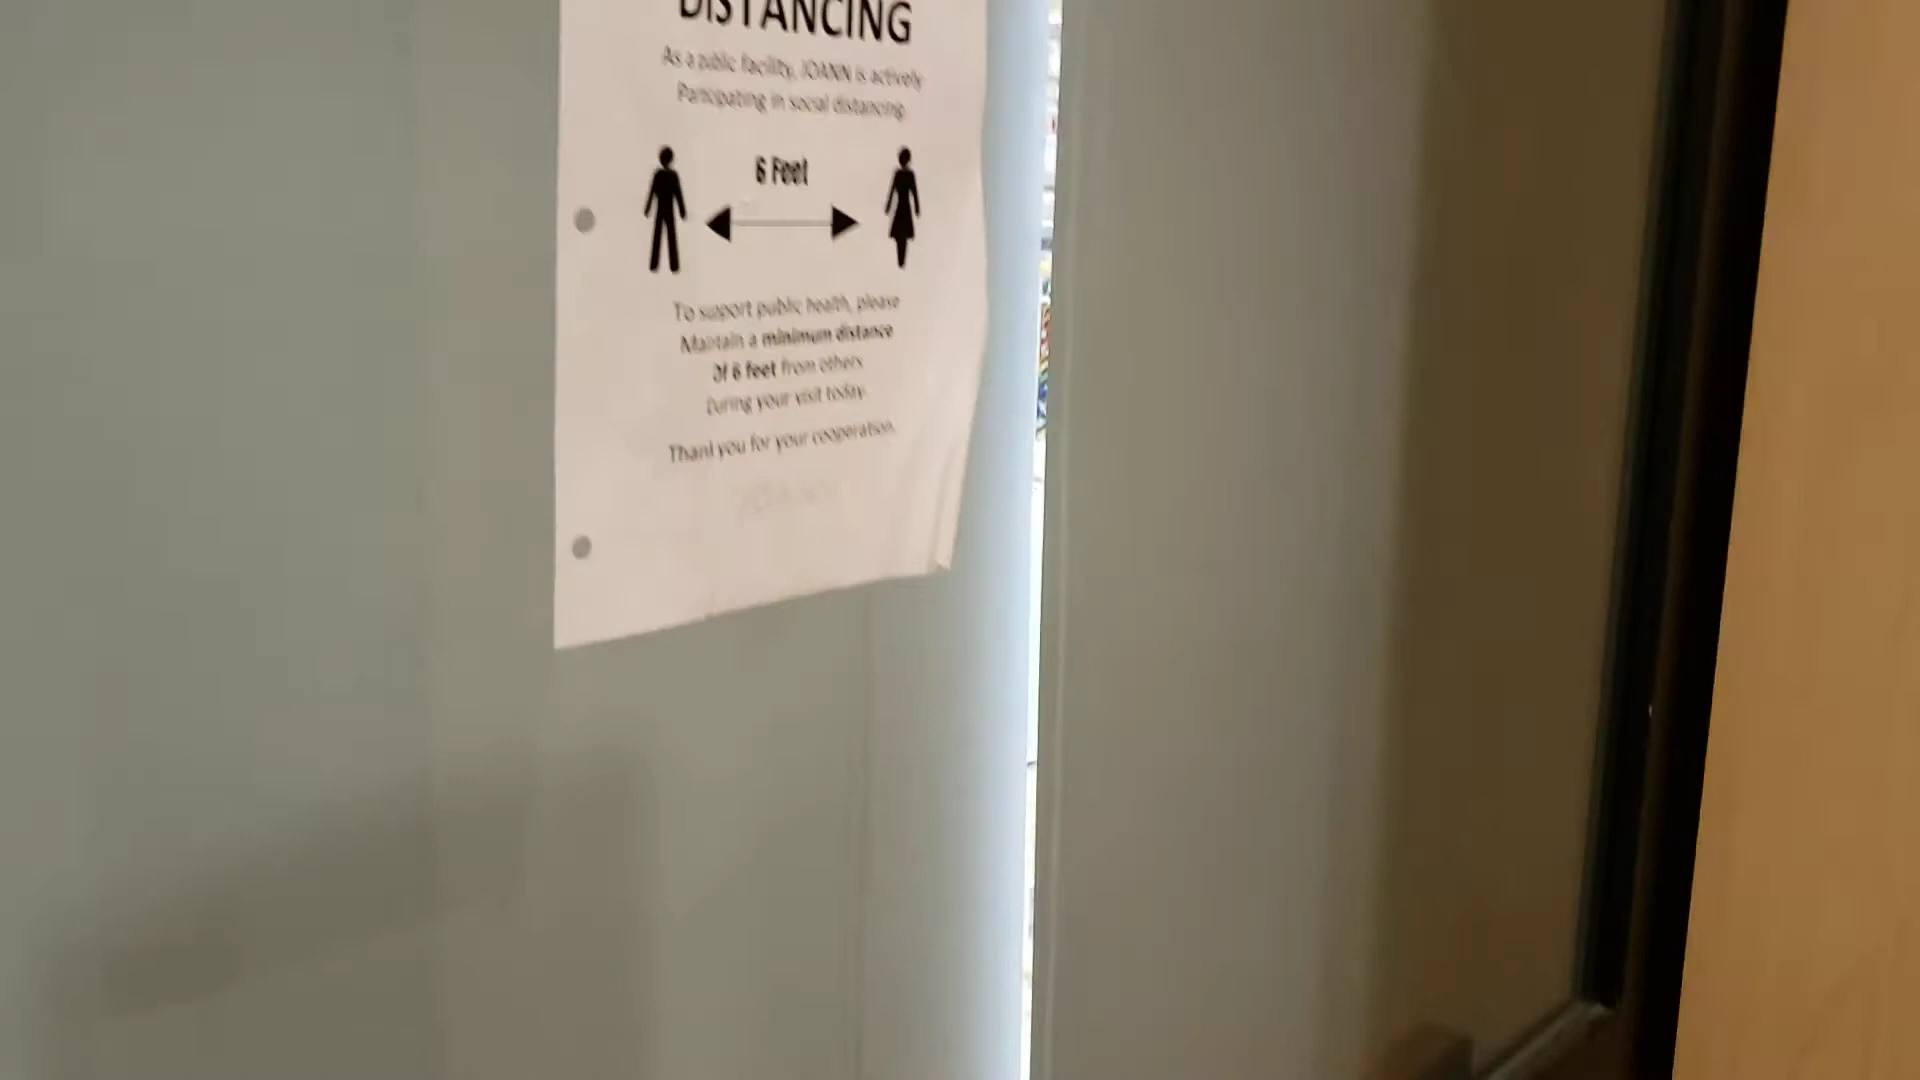 DISTANCING
As a public facility, JOANN is actively
Participating in social distancing
6 Feet
To support public health, please
Maintain a minimum distance
Of 6 feet from others
During your visit today.
Thank you for your cooperation.
JOANN